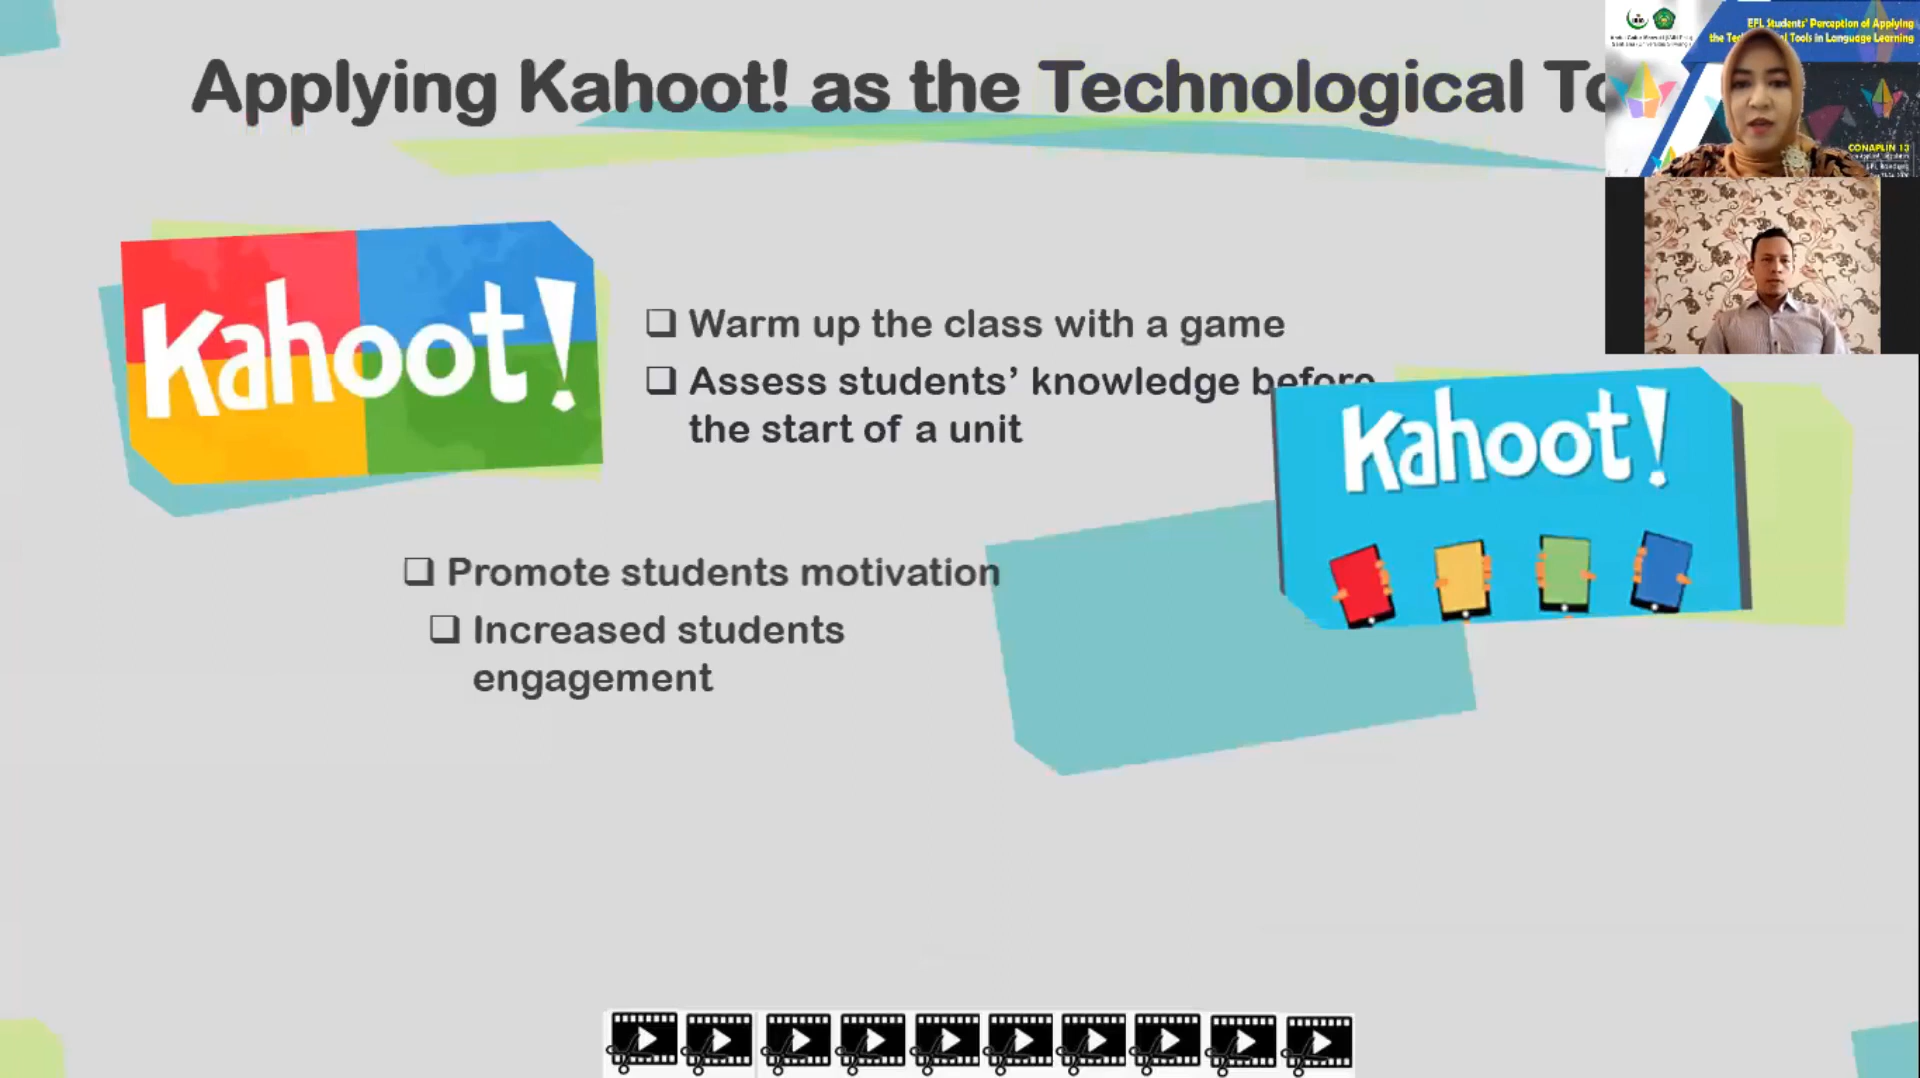 Applying Kahoot! as the Technological
EFL Students' Perception of Applying
the Tools in Language Learning
CONAPLIN 13
Kahoot!
❑ Warm up the class with a game
❑ Assess students’ knowledge before
the start of a unit
Kahoot!
❑ Promote students motivation
❑ Increased students
engagement